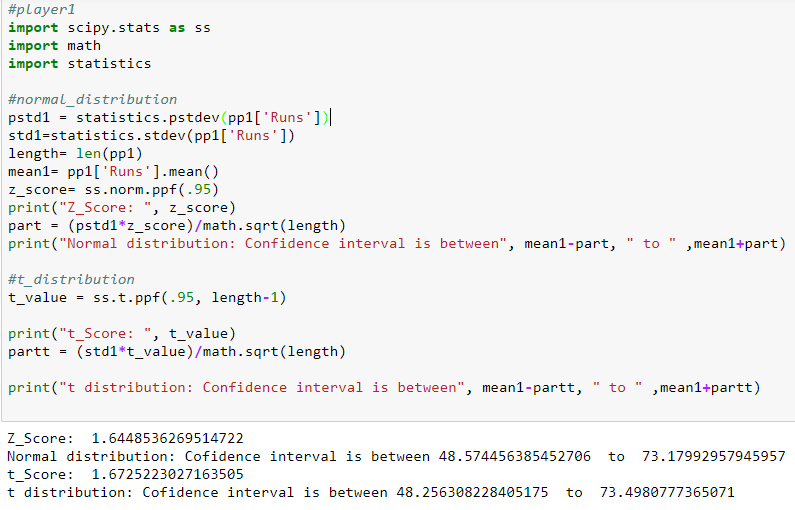 #player1
import scipy.stats as ss
import math
import statistics
#normal_distribution
pstd1 = statistics.pstdev(pp1['Runs'])
std1=statistics.stdev(pp1['Runs'])
length= len(pp1)
mean1= pp1['Runs'].mean()
z_score= ss.norm.ppf(.95)
print("Z_Score: ", z_score)
part = (pstd1*z_score)/math.sqrt(length)
print("Normal distribution: Cofidence interval is between", mean1-part, " to " ,mean1+part)
#t_distribution
t_value = ss.t.ppf(.95, length-1)
print("t_Score: ", t_value)
partt = (std1*t_value)/math.sqrt(length)
print("t distribution: Cofidence interval is between", mean1-partt, " to " ,mean1+partt)
Z_Score:  1.6448536269514722
Normal distribution: Cofidence interval is between 48.574456385452706  to  73.17992957945957
t_Score:  1.6725223027163505
t distribution: Cofidence interval is between 48.256308228405175  to  73.4980777365071